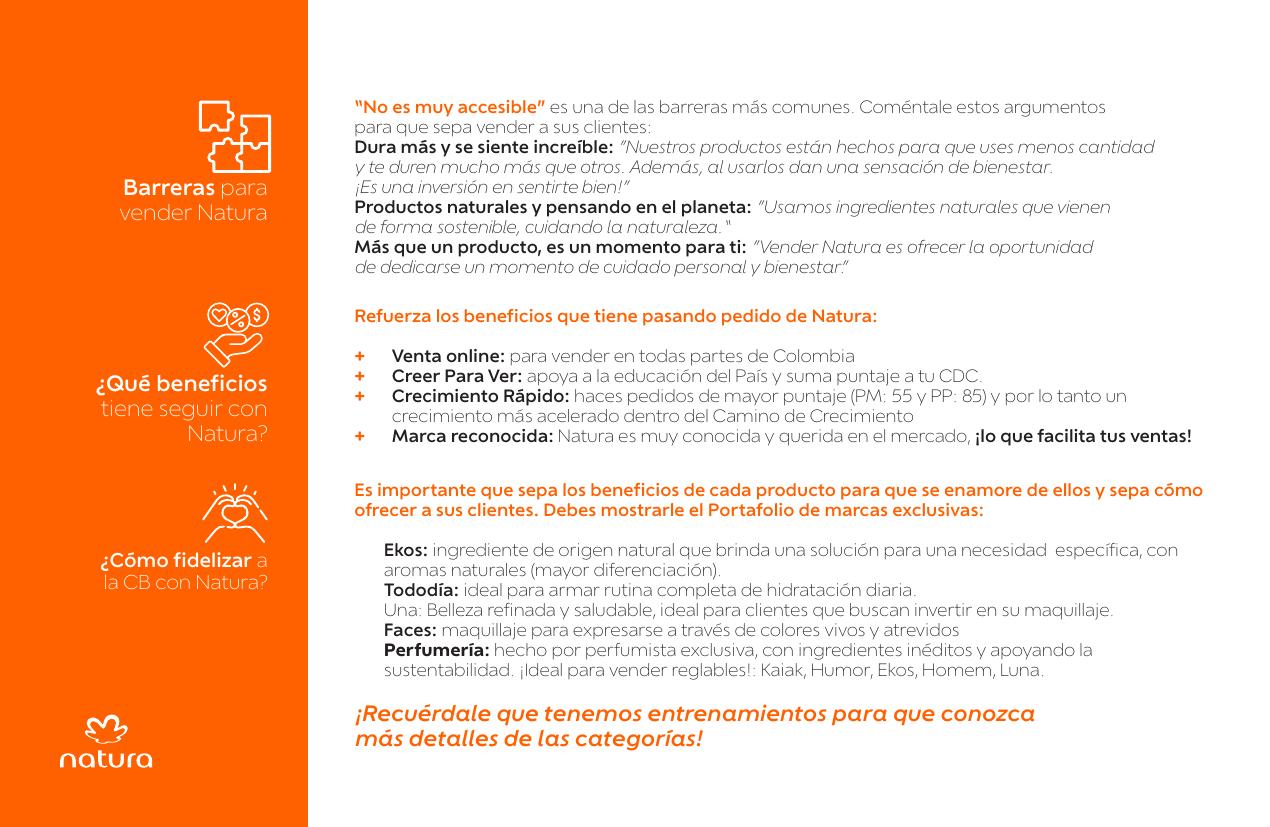 Barreras para
vender Natura
"No es muy accesible" es una de las barreras más comunes. Coméntale estos argumentos
para que sepa vender a sus clientes:
Dura más y se siente increíble: "Nuestros productos están hechos para que uses menos cantidad
y te duren mucho más que otros. Además, al usarlos dan una sensación de bienestar.
¡Es una inversión en sentirte bien!"
Productos naturales y pensando en el planeta: "Usamos ingredientes naturales que vienen
de forma sostenible, cuidando la naturaleza. "
Más que un producto, es un momento para ti: "Vender Natura es ofrecer la oportunidad
de dedicarse un momento de cuidado personal y bienestar."
¿Qué beneficios
tiene seguir con
Natura?
Refuerza los beneficios que tiene pasando pedido de Natura:
+ Venta online: para vender en todas partes de Colombia
+ Creer Para Ver: apoya a la educación del País y suma puntaje a tu CDC.
+ Crecimiento Rápido: haces pedidos de mayor puntaje (PM: 55 y PP: 85) y por lo tanto un
crecimiento más acelerado dentro del Camino de Crecimiento
+ Marca reconocida: Natura es muy conocida y querida en el mercado, ¡lo que facilita tus ventas!
¿Cómo fidelizar a
la CB con Natura?
Es importante que sepa los beneficios de cada producto para que se enamore de ellos y sepa cómo
ofrecer a sus clientes. Debes mostrarle el Portafolio de marcas exclusivas:
Ekos: ingrediente de origen natural que brinda una solución para una necesidad específica, con
aromas naturales (mayor diferenciación).
Tododía: ideal para armar rutina completa de hidratación diaria.
Una: Belleza refinada y saludable, ideal para clientes que buscan invertir en su maquillaje.
Faces: maquillaje para expresarse a través de colores vivos y atrevidos
Perfumería: hecho por perfumista exclusiva, con ingredientes inéditos y apoyando la
sustentabilidad. ¡Ideal para vender reglables!: Kaiak, Humor, Ekos, Homem, Luna.
¡Recuérdale que tenemos entrenamientos para que conozca
más detalles de las categorías!
natura